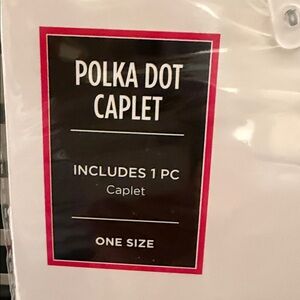 POLKA DOT
CAPLET
INCLUDES 1 PC
Caplet
ONE SIZE